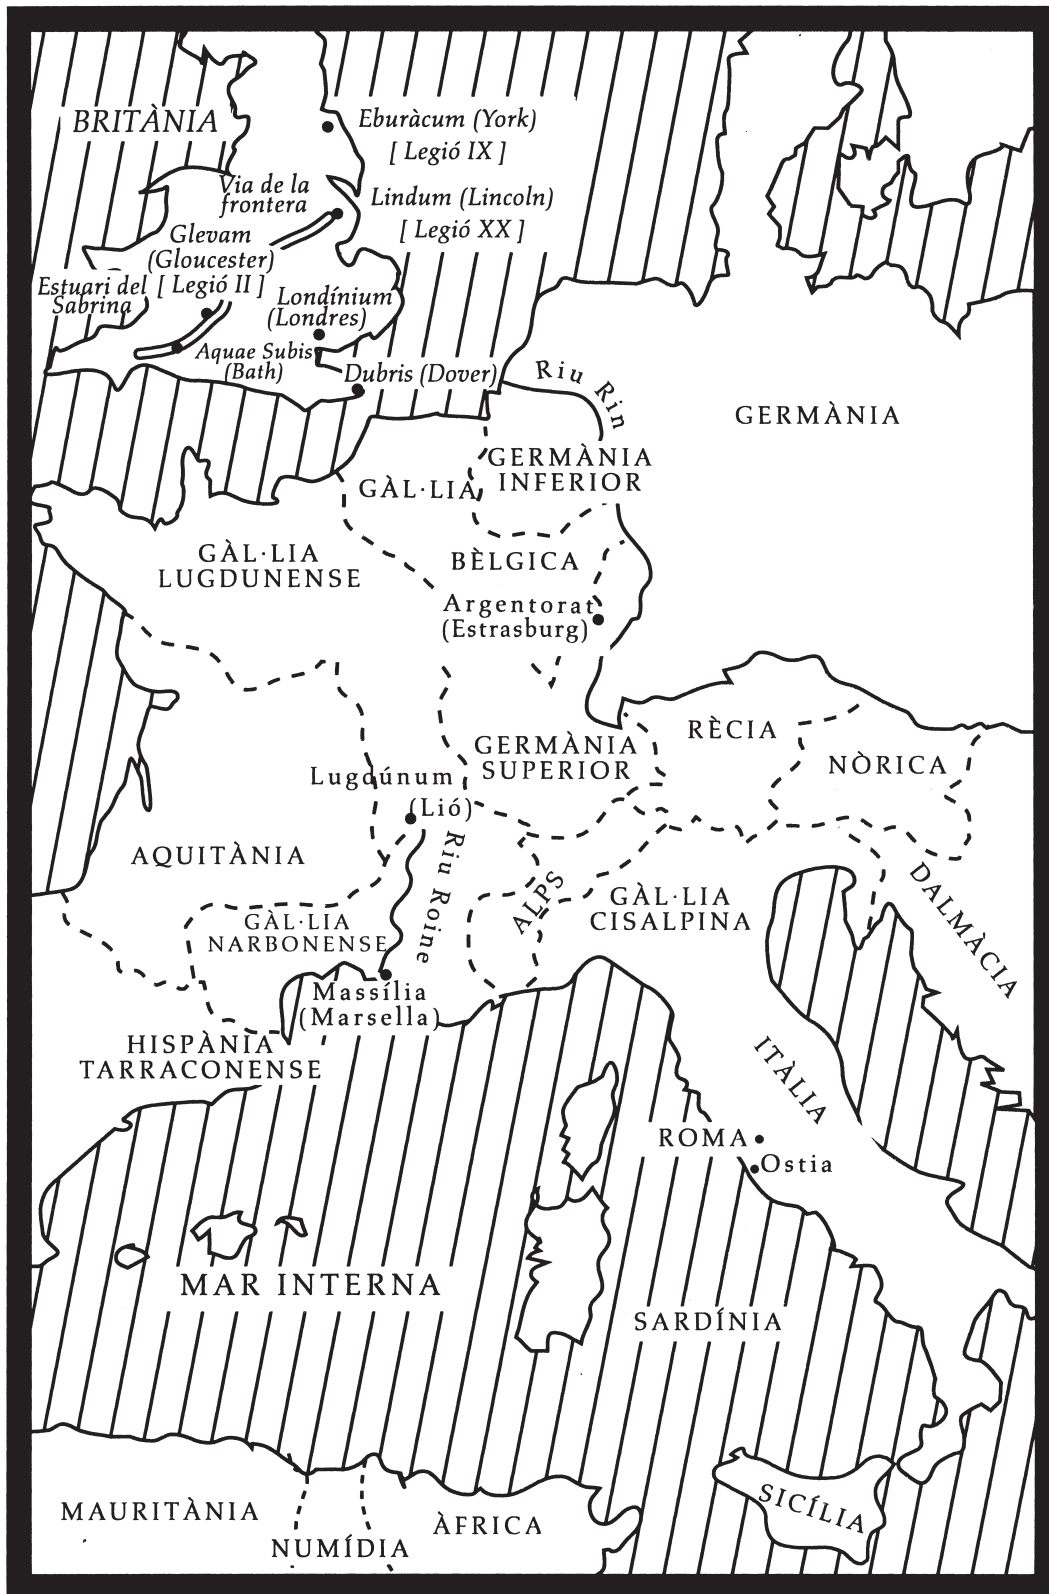 BRITÀNIA
Eburàcum (York)
[ Legió IX ]
Via de la
frontera
Lindum (Lincoln)
[ Legió XX ]
Glevam
(Gloucester)
[ Legió II ]
Estuari del
Sabrina
Londínium
(Londres)
Aquae Subis
(Bath)
Dubris (Dover)
Riu Rin
GERMÀNIA
GERMÀNIA
INFERIOR
GÀL·LIA
BÈLGICA
GÀL·LIA
LUGDUNENSE
Argentorat
(Estrasburg)
RÈCIA
GERMÀNIA
SUPERIOR
NÒRICA
Lugdúnum
(Lió)
Riu Roine
AQUITÀNIA
ALPS
GÀL·LIA
CISALPINA
DALMÀCIA
GÀL·LIA
NARBONENSE
Massília
(Marsella)
HISPÀNIA
TARRACONENSE
ITÀLIA
ROMA
Ostia
MAR INTERNA
SARDÍNIA
SICÍLIA
MAURITÀNIA
NUMÍDIA
ÀFRICA